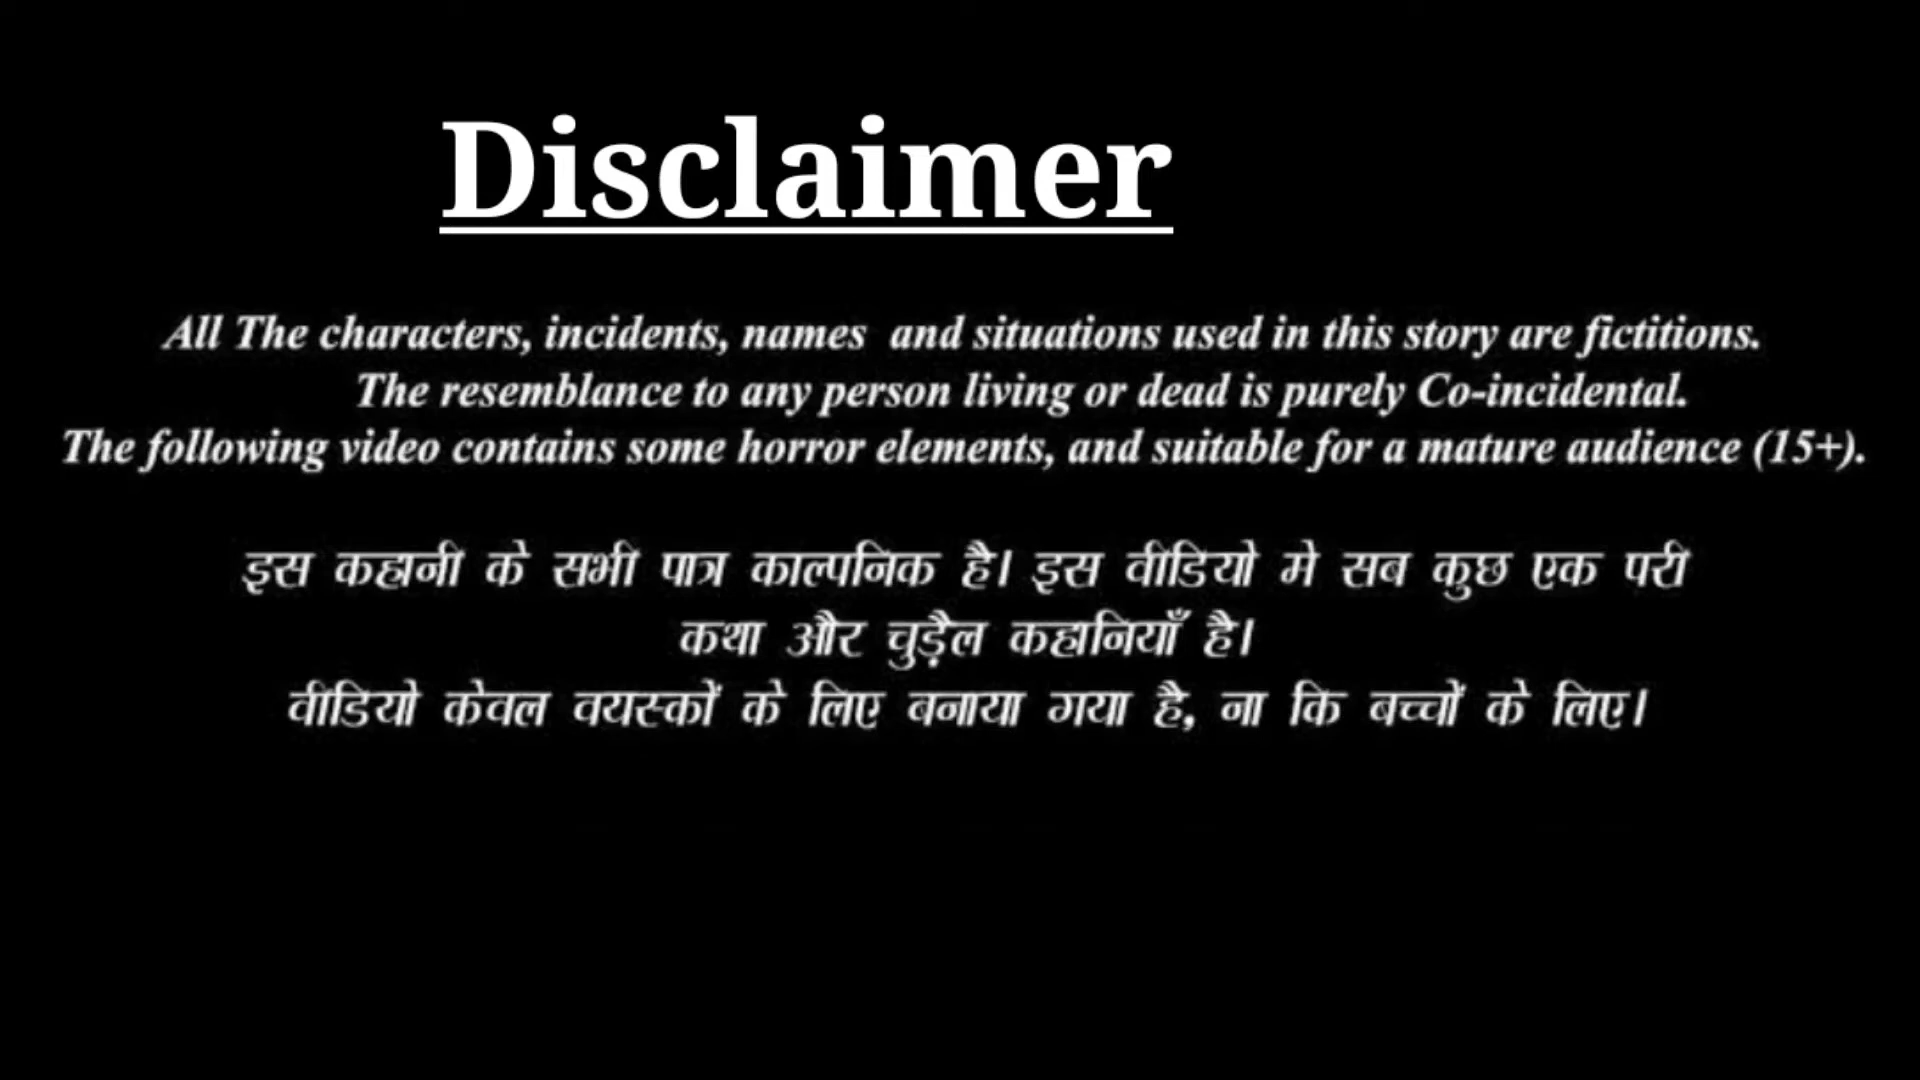 Disclaimer
All The characters, incidents, names and situations used in this story are fictitions.
The resemblance to any person living or dead is purely Co-incidental.
The following video contains some horror elements, and suitable for a mature audience (15+).
इस कहानी के सभी पात्र काल्पनिक है। इस वीडियो मे सब कुछ एक परी
कथा और चुड़ैल कहानियाँ है।
वीडियो केवल वयस्कों के लिए बनाया गया है, ना कि बच्चों के लिए।